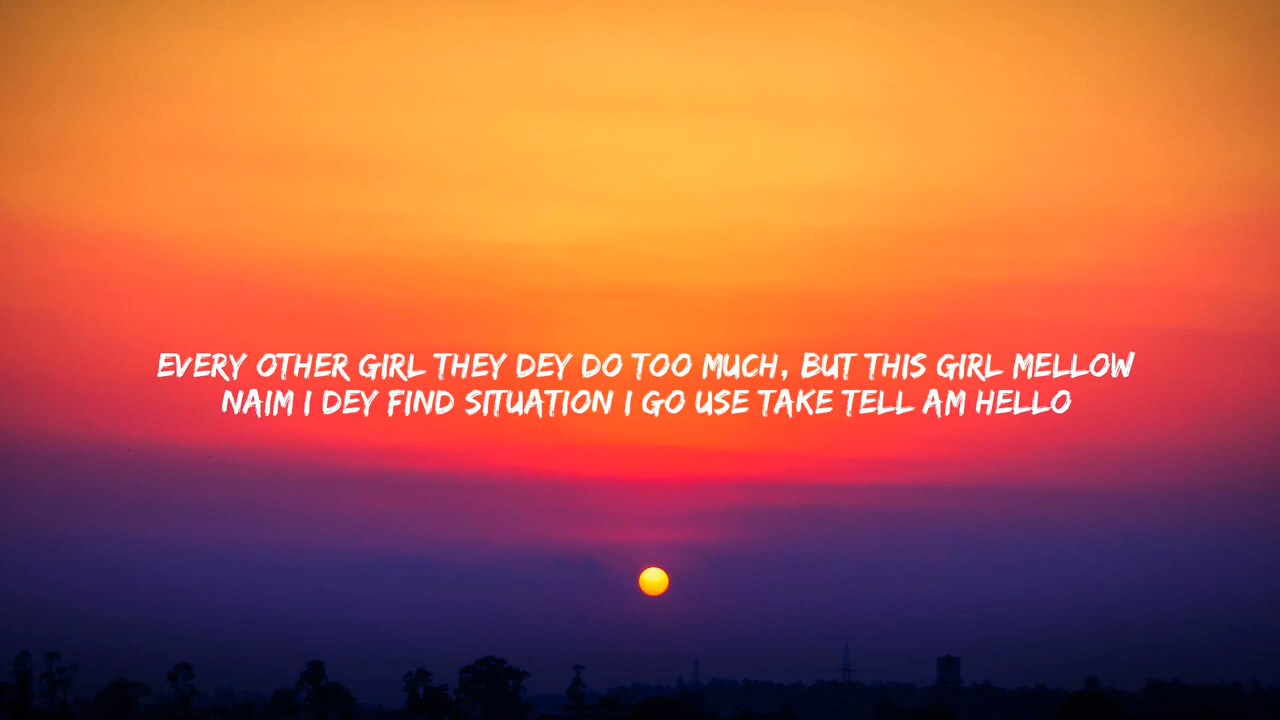 EVERY OTHER GIRL THEY DEY DO TOO MUCH, BUT THIS GIRL MELLOW
NAIM I DEY FIND SITUATION I GO USE TAKE TELL AM HELLO